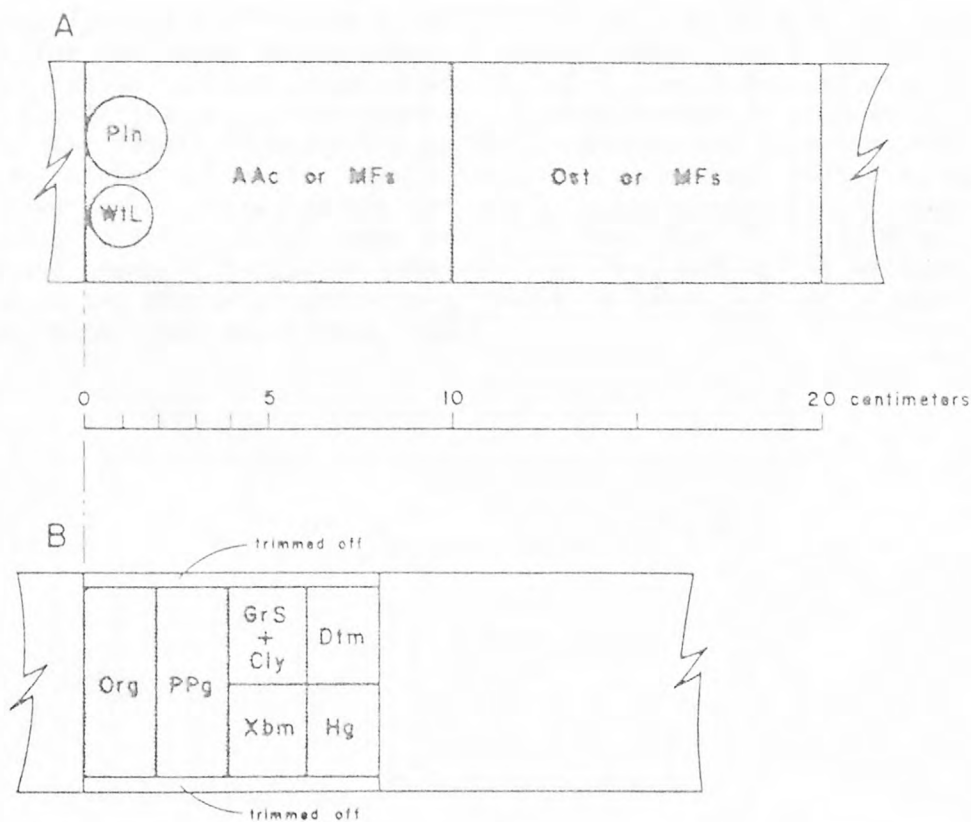 A
Pln
WtL
AAc or MFs
Ost or MFs
0 5 10 20 centimeters
B
trimmed off
Org
PPg
GrS
+
Cly
Dtm
Xbm
Hg
trimmed off